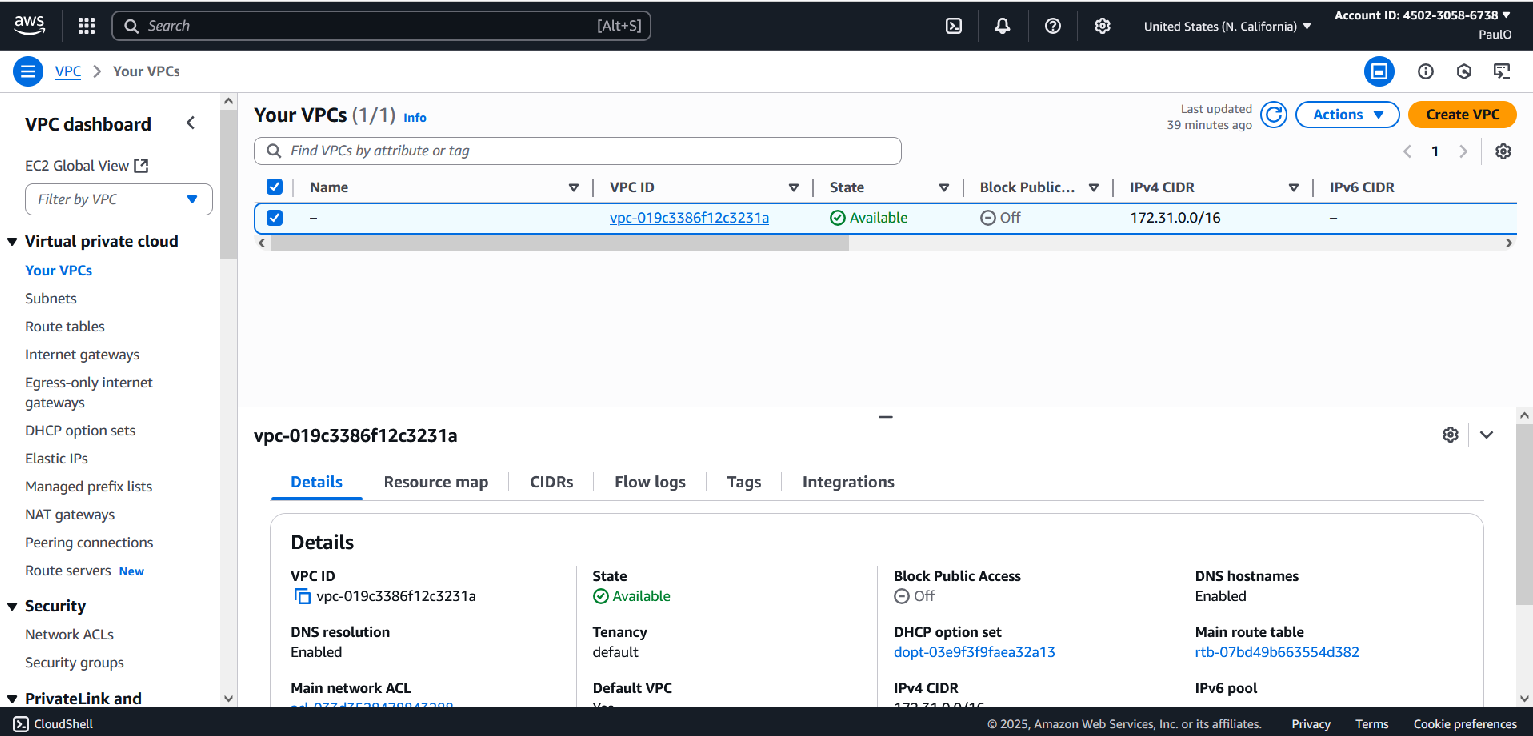 aws
Search [Alt+S]
United States (N. California)
Account ID: 4502-3058-6738
PaulO
VPC
Your VPCs
VPC dashboard
EC2 Global View
Filter by VPC
Virtual private cloud
Your VPCs
Subnets
Route tables
Internet gateways
Egress-only internet
gateways
DHCP option sets
Elastic IPs
Managed prefix lists
NAT gateways
Peering connections
Route servers New
Security
Network ACLs
Security groups
PrivateLink and
Your VPCs (1/1) Info
Last updated
39 minutes ago
Actions
Create VPC
Find VPCs by attribute or tag
1
Name VPC ID State Block Public... IPv4 CIDR IPv6 CIDR
– vpc-019c3386f12c3231a Available Off 172.31.0.0/16 –
vpc-019c3386f12c3231a
Details Resource map CIDRs Flow logs Tags Integrations
Details
VPC ID
vpc-019c3386f12c3231a
State
Available
Block Public Access
Off
DNS hostnames
Enabled
DNS resolution
Enabled
Tenancy
default
DHCP option set
dopt-03e9f3f9faea32a13
Main route table
rtb-07bd49b663554d382
Main network ACL
Default VPC
Yes
IPv4 CIDR
172.31.0.0/16
IPv6 pool
CloudShell
© 2025, Amazon Web Services, Inc. or its affiliates. Privacy Terms Cookie preferences